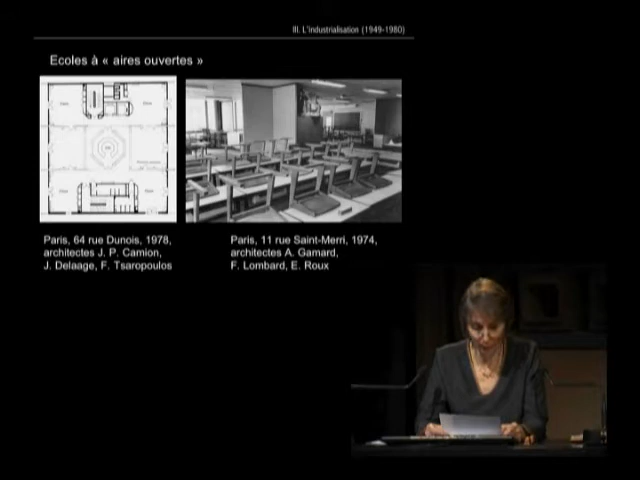 III. L'industrialisation (1949-1980)
Ecoles à « aires ouvertes »
Paris, 64 rue Dunois, 1978,
architectes J. P. Camion,
J. Delaage, F. Tsaropoulos
Paris, 11 rue Saint-Merri, 1974,
architectes A. Gamard,
F. Lombard, E. Roux